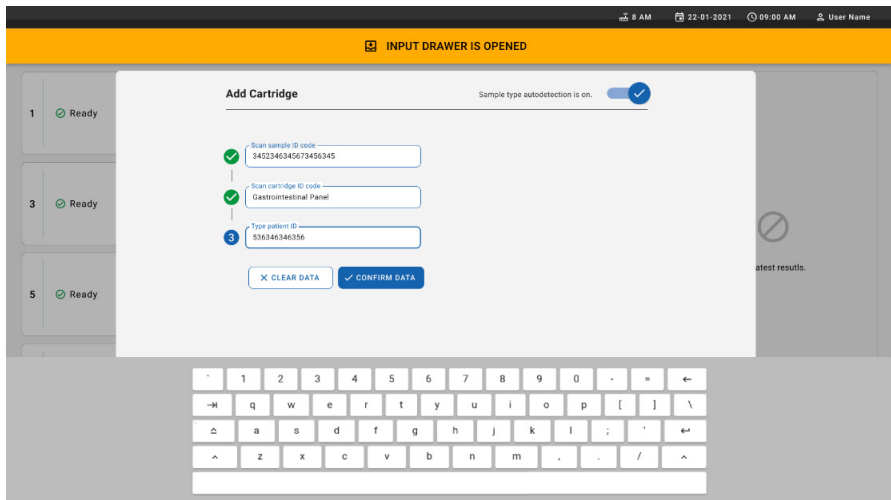 8 AM 22-01-2021 09:00 AM User Name
INPUT DRAWER IS OPENED
Add Cartridge Sample type autodetection is on.
1 Ready
Scan sample ID code
3452346345673456345
Scan cartridge ID code
Gastrointestinal Panel
3 Ready
Type patient ID
3 536346346356
atest resutls.
CLEAR DATA CONFIRM DATA
5 Ready
` 1 2 3 4 5 6 7 8 9 0 - =
q w e r t y u i o p [ ] \
a s d f g h j k l ; '
z x c v b n m , . /